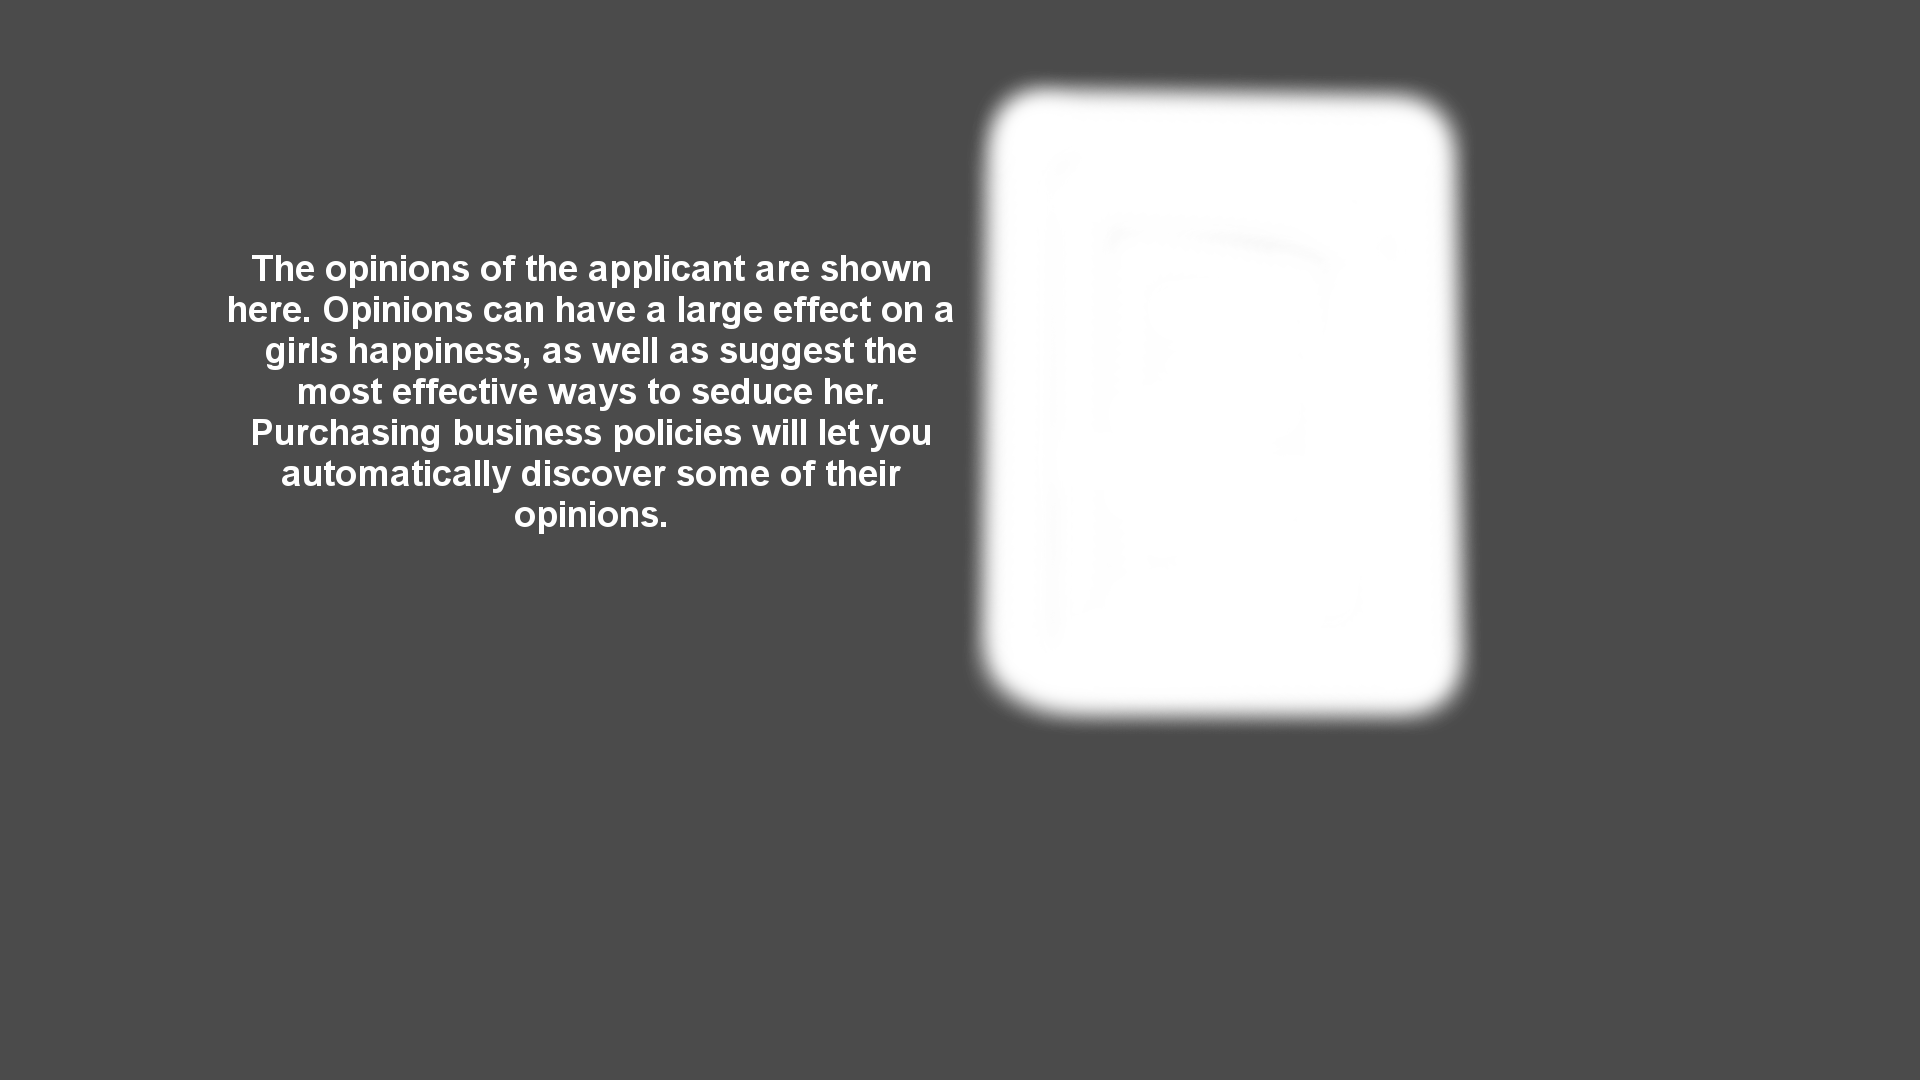 The opinions of the applicant are shown
here. Opinions can have a large effect on a
girls happiness, as well as suggest the
most effective ways to seduce her.
Purchasing business policies will let you
automatically discover some of their
opinions.